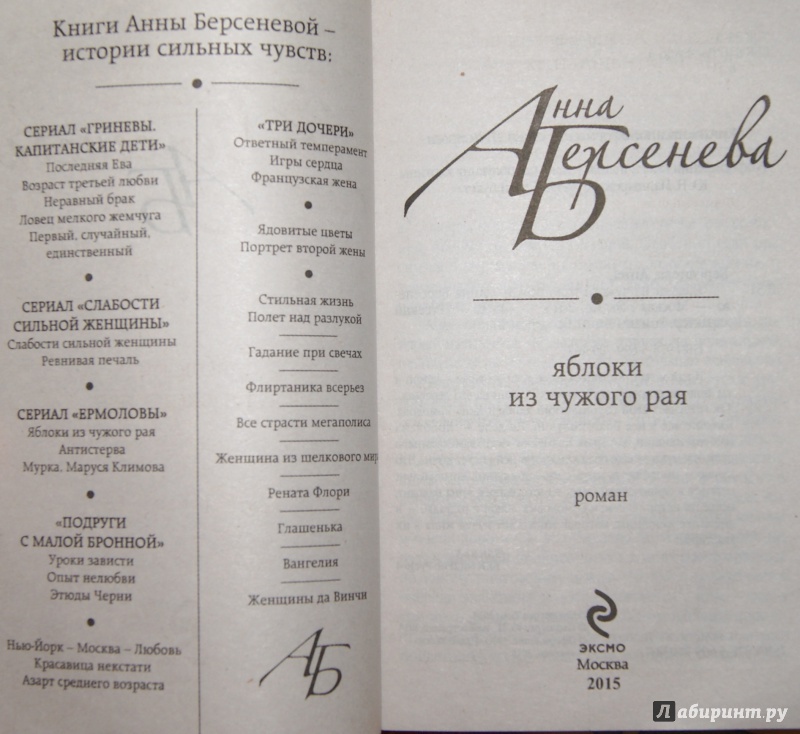 Книги Анны Берсеневой –
истории сильных чувств:
СЕРИАЛ «ГРИНЕВЫ.
КАПИТАНСКИЕ ДЕТИ»
Последняя Ева
Возраст третьей любви
Неравный брак
Ловец мелкого жемчуга
Первый, случайный,
единственный
СЕРИАЛ «СЛАБОСТИ
СИЛЬНОЙ ЖЕНЩИНЫ»
Слабости сильной женщины
Ревнивая печаль
СЕРИАЛ «ЕРМОЛОВЫ»
Яблоки из чужого рая
Антистерва
Мурка, Маруся Климова
«ПОДРУГИ
С МАЛОЙ БРОННОЙ»
Уроки зависти
Опыт нелюбви
Этюды Черни
Нью-Йорк – Москва – Любовь
Красавица некстати
Азарт среднего возраста
«ТРИ ДОЧЕРИ»
Ответный темперамент
Игры сердца
Французская жена
Ядовитые цветы
Портрет второй жены
Стильная жизнь
Полет над разлукой
Гадание при свечах
Флиртаника всерьез
Все страсти мегаполиса
Женщина из шелкового мира
Рената Флори
Глашенька
Вангелия
Женщины да Винчи
АБ
Анна
Берсенева
яблоки
из чужого рая
роман
ЭКСМО
Москва
2015
Лабиринт.ру